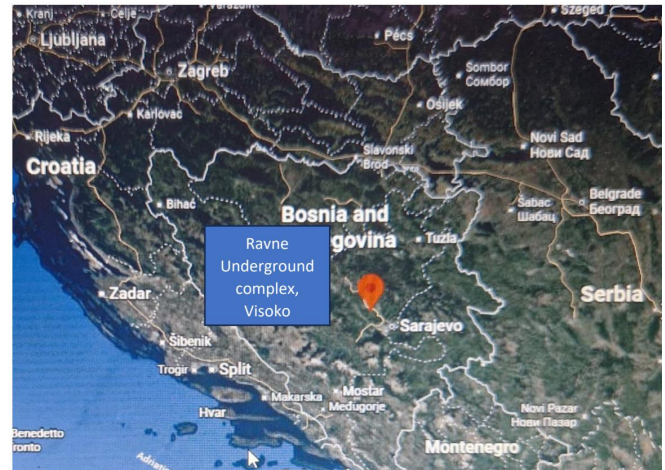 Kranj
Celje
Szeged
Ljubljana
Pécs
Zagreb
Sombor
Сомбор
Osijek
Karlovac
Rijeka
Slavonski
Brod
Novi Sad
Нови Сад
Croatia
Bihać
Bosnia and
govina
Tuzla
Šabac
Шабац
Belgrade
Београд
Ravne
Underground
complex,
Visoko
Zadar
Serbia
Sarajevo
Šibenik
Trogir
Split
Makarska
Mostar
Međugorje
Hvar
Novi Pazar
Нови Пазар
Benedetto
ronto
Montenegro
Adriati